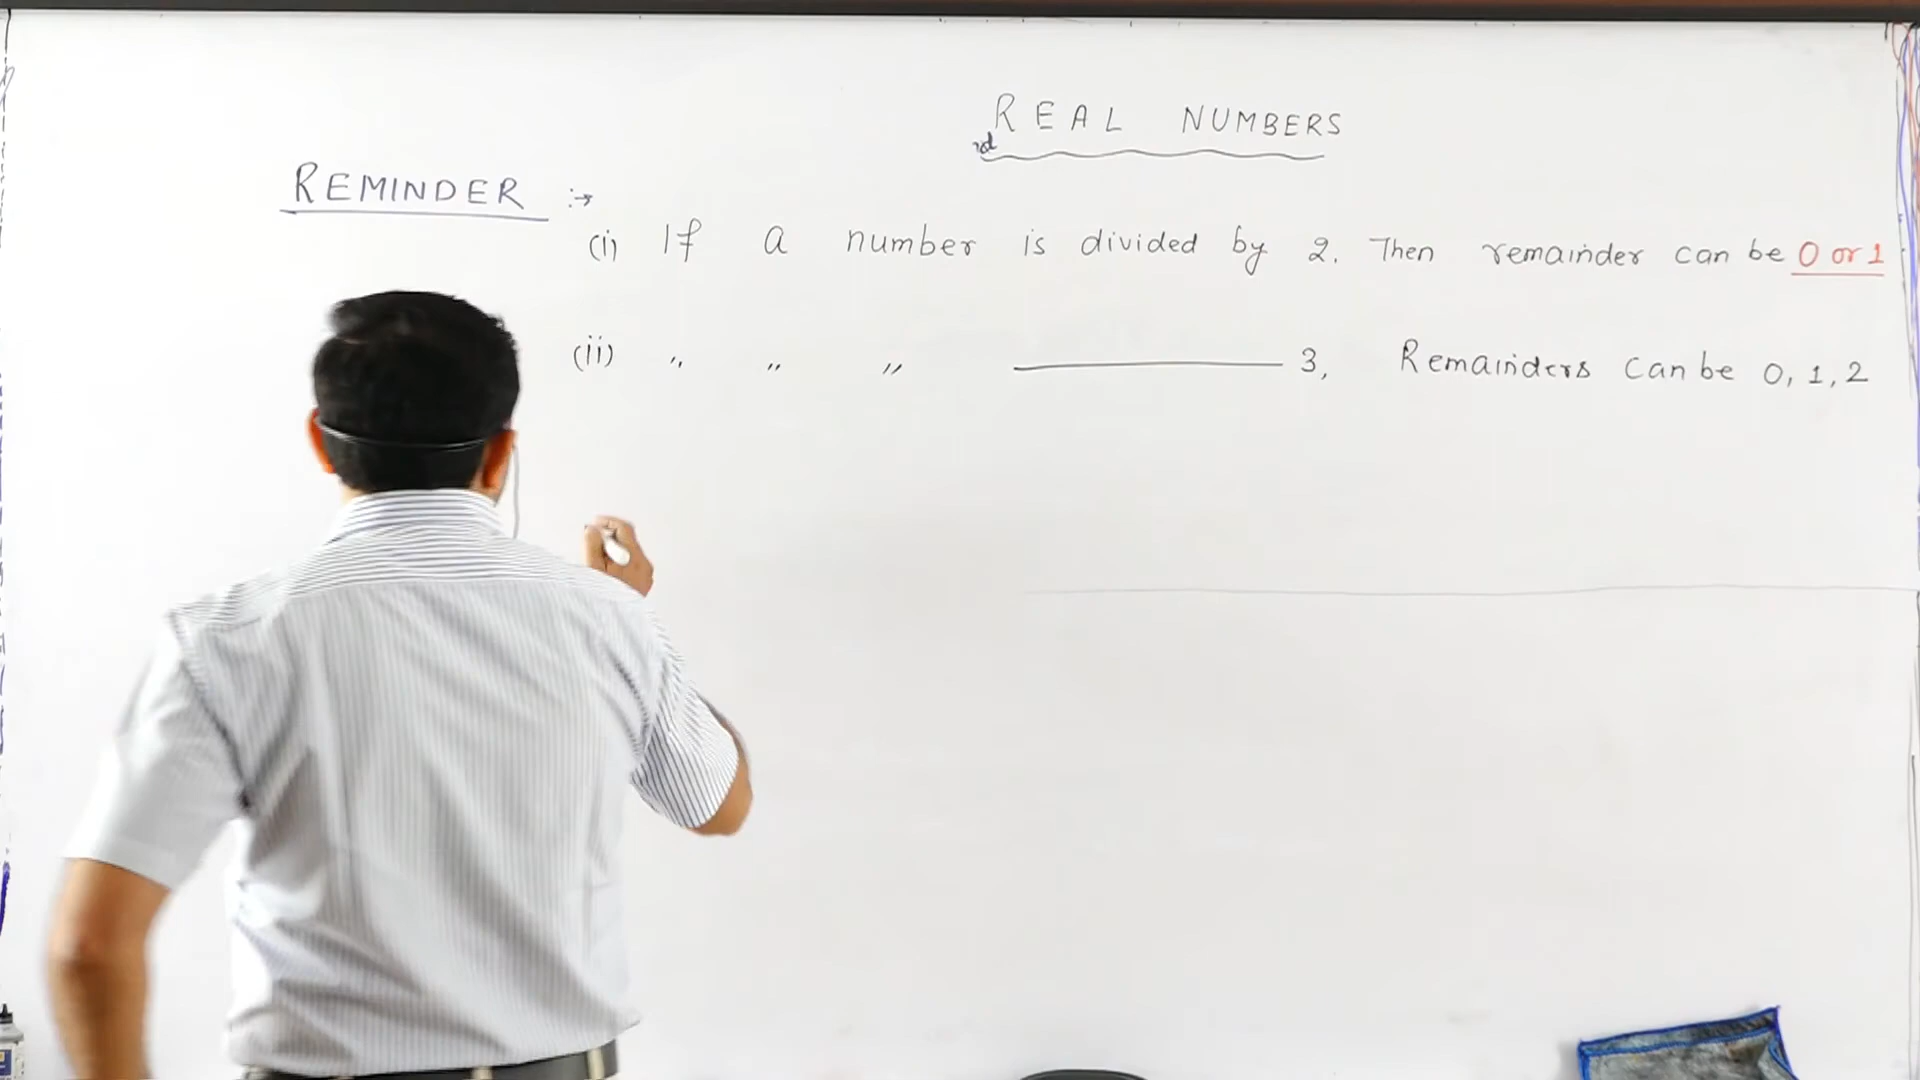 REAL NUMBERS
REMINDER :→
(i) If a number is divided by 2. Then remainder can be 0 or 1
(ii) " " " ―――― 3, Remainders can be 0, 1, 2